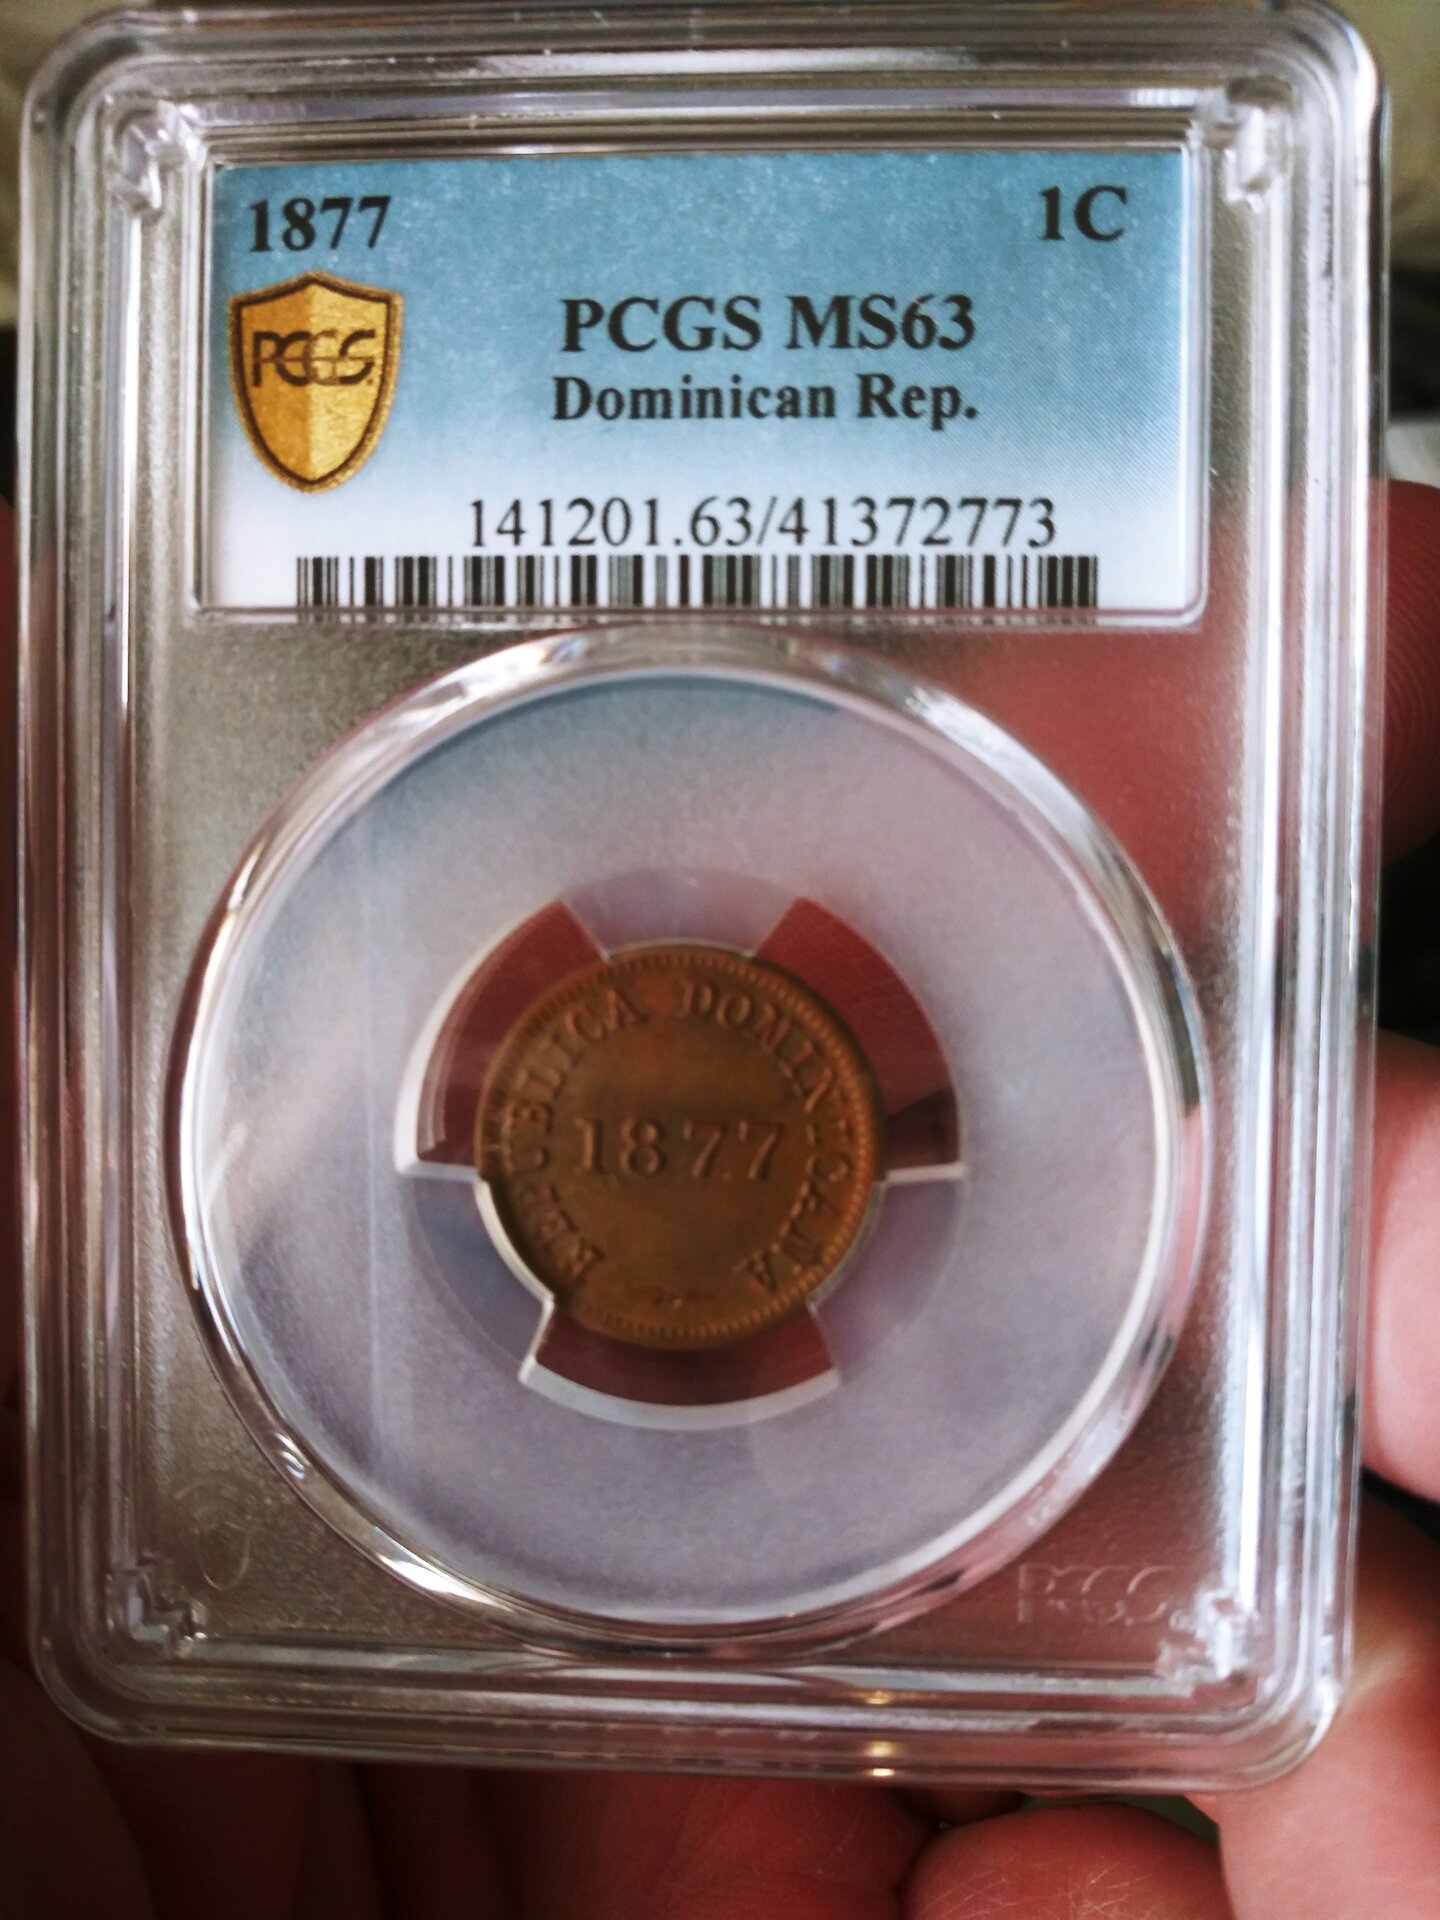 1877 1C
PCGS
PCGS MS63
Dominican Rep.
141201.63/41372773
REPUBLICA DOMINICANA
1877
PCGS